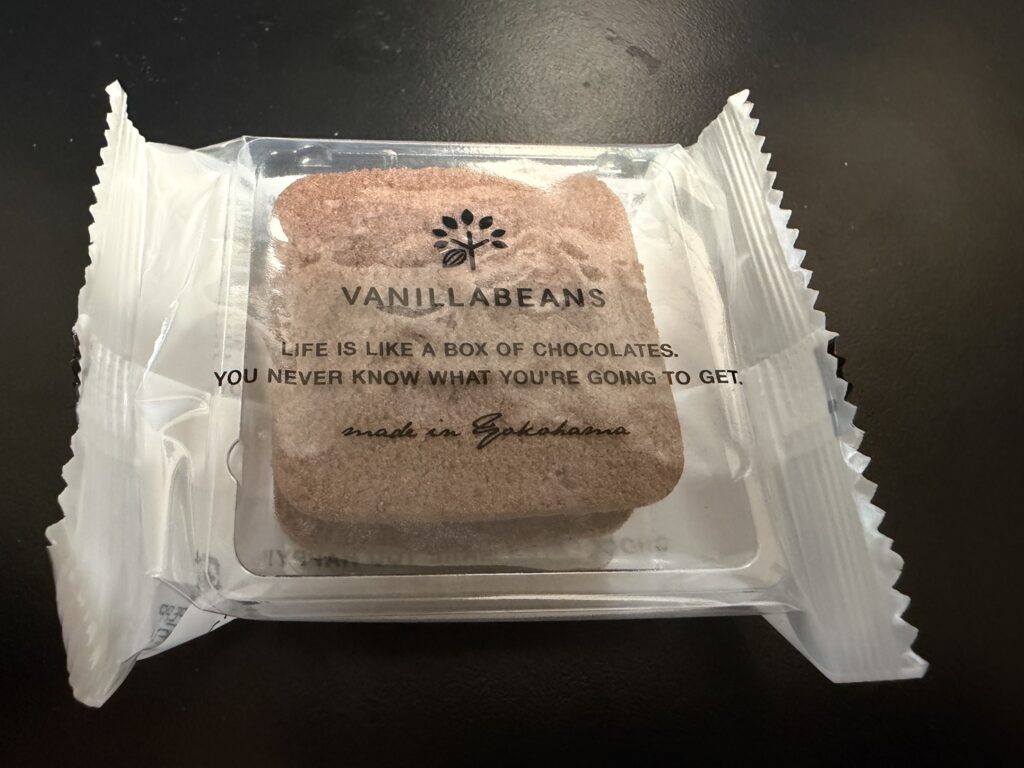 VANILLABEANS
LIFE IS LIKE A BOX OF CHOCOLATES.
YOU NEVER KNOW WHAT YOU'RE GOING TO GET.
made in Yokohama